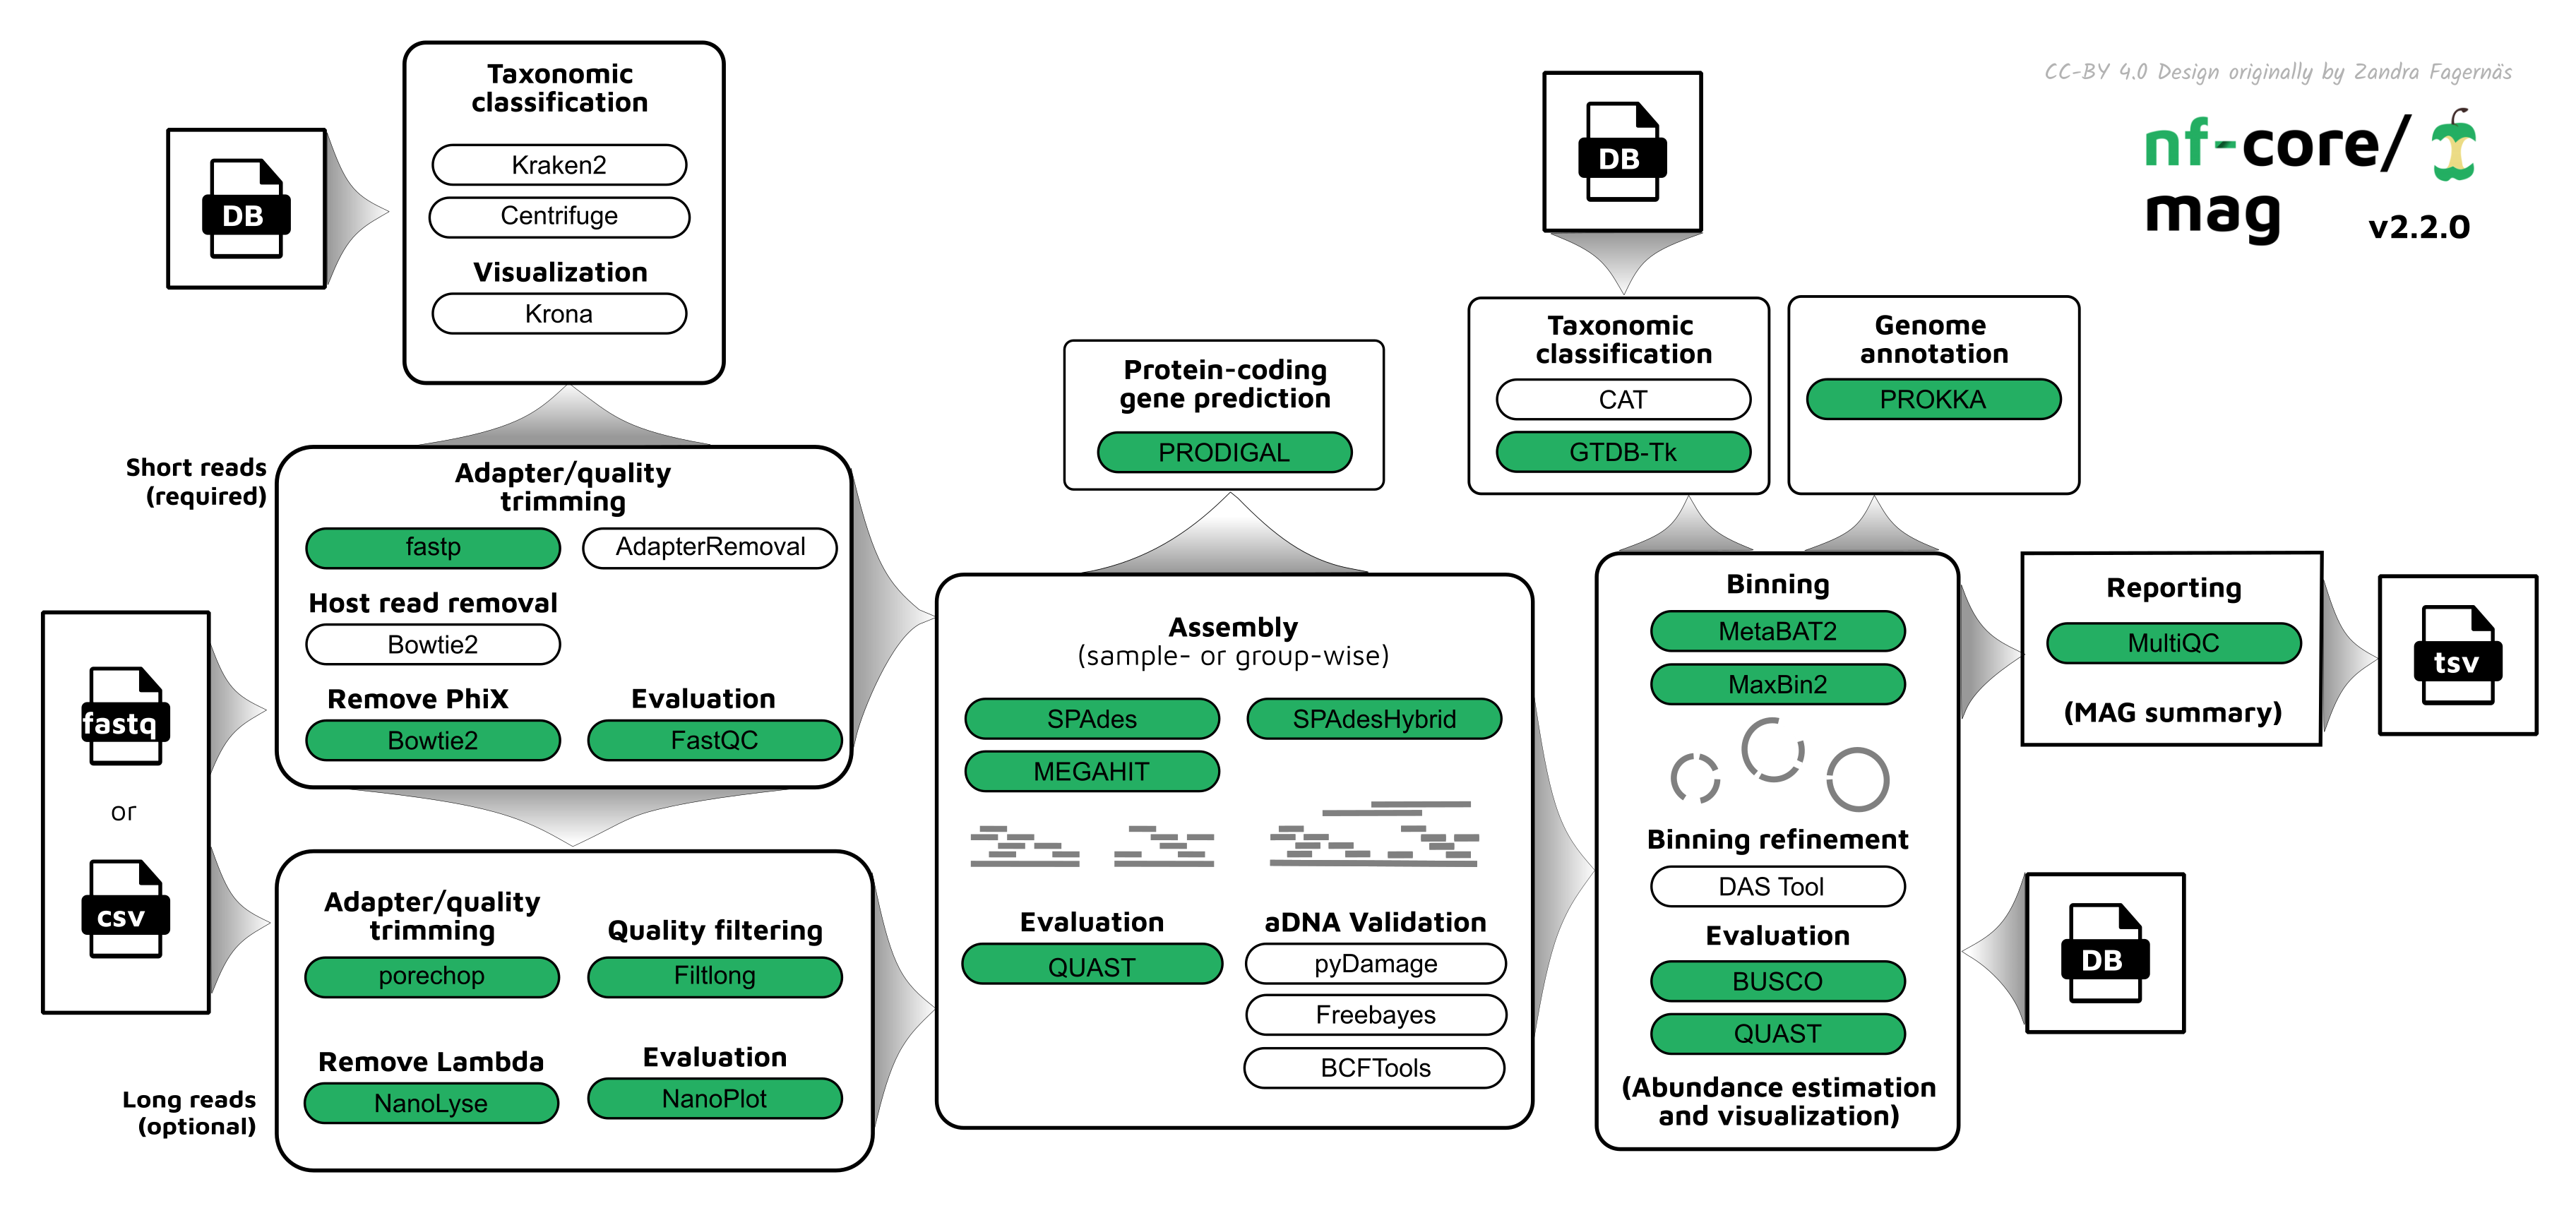 CC-BY 4.0 Design originally by Zandra Fagernäs
nf-core/
mag
v2.2.0
DB
Taxonomic
classification
Kraken2
Centrifuge
Visualization
Krona
Short reads
(required)
Adapter/quality
trimming
fastp
AdapterRemoval
Host read removal
Bowtie2
Remove PhiX
Bowtie2
Evaluation
FastQC
fastq
or
csv
Long reads
(optional)
Adapter/quality
trimming
porechop
Quality filtering
Filtlong
Remove Lambda
NanoLyse
Evaluation
NanoPlot
Protein-coding
gene prediction
PRODIGAL
Assembly
(sample- or group-wise)
SPAdes
SPAdesHybrid
MEGAHIT
Evaluation
QUAST
aDNA Validation
pyDamage
Freebayes
BCFTools
DB
Taxonomic
classification
CAT
GTDB-Tk
Genome
annotation
PROKKA
Binning
MetaBAT2
MaxBin2
Binning refinement
DAS Tool
Evaluation
BUSCO
QUAST
(Abundance estimation
and visualization)
DB
Reporting
MultiQC
(MAG summary)
tsv